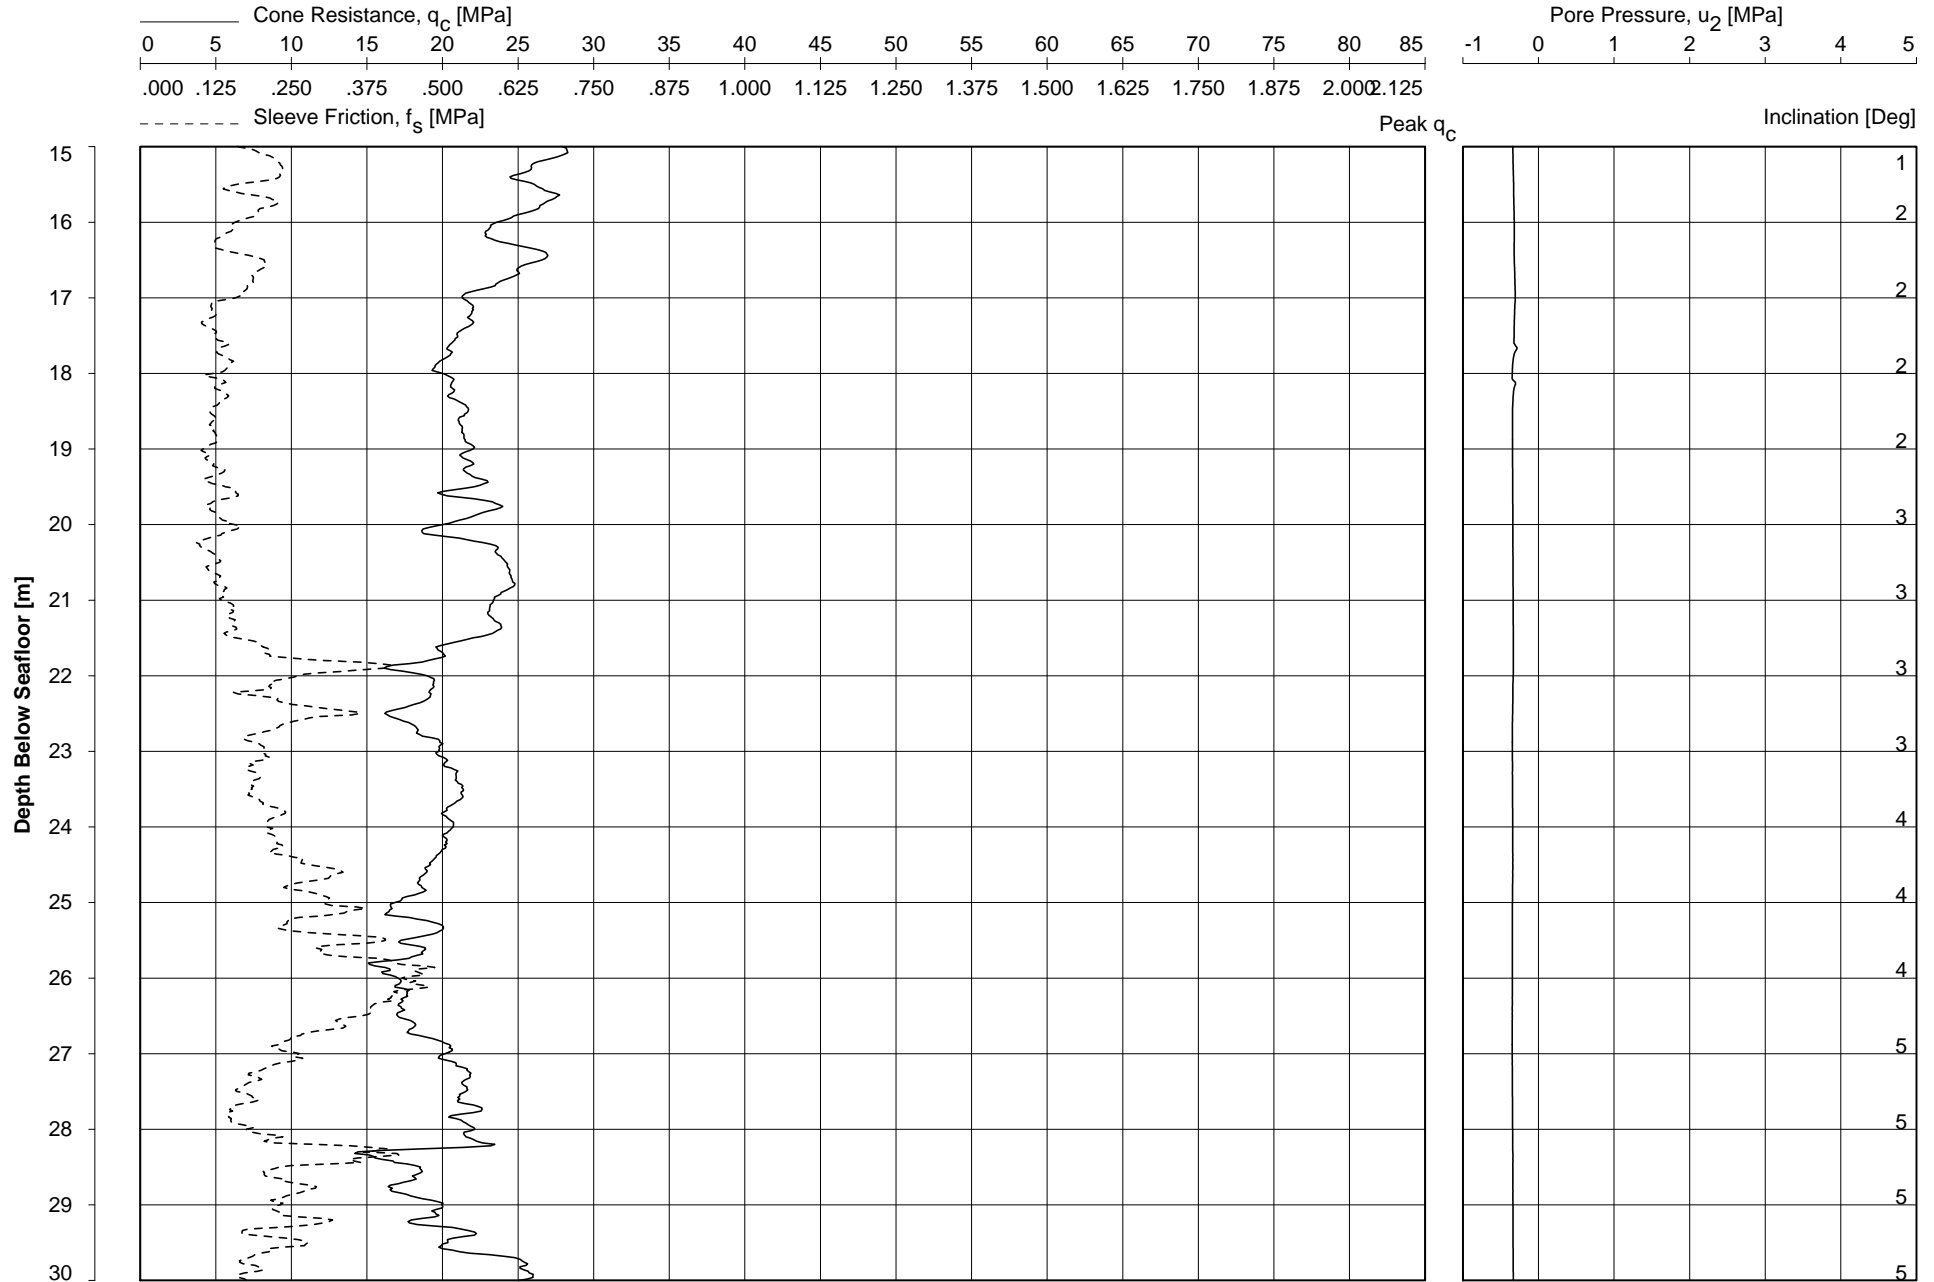 Cone Resistance, qc [MPa]
Pore Pressure, u2 [MPa]
0 5 10 15 20 25 30 35 40 45 50 55 60 65 70 75 80 85
-1 0 1 2 3 4 5
.000 .125 .250 .375 .500 .625 .750 .875 1.000 1.125 1.250 1.375 1.500 1.625 1.750 1.875 2.000 2.125
Sleeve Friction, fs [MPa]
Peak qc
Inclination [Deg]
15 1
16 2
17 2
18 2
19 2
20 3
21 3
22 3
23 3
24 4
25 4
26 4
27 5
28 5
29 5
30 5
Depth Below Seafloor [m]